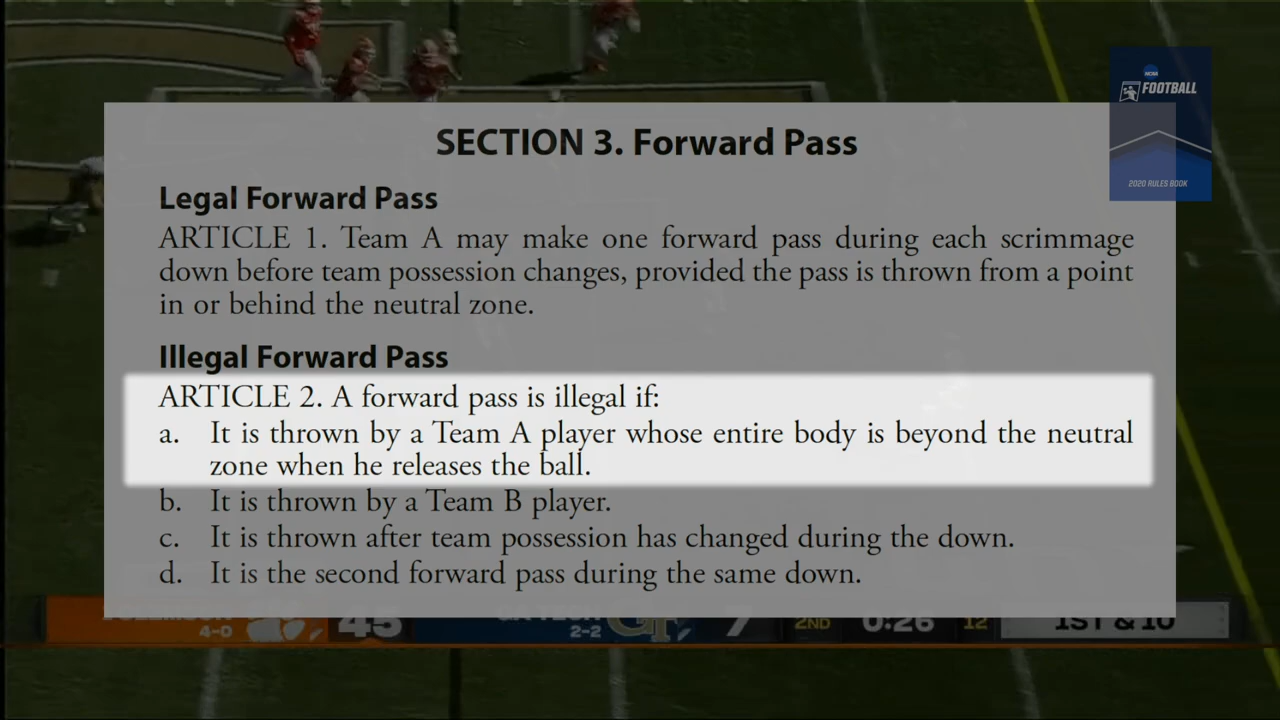 NCAA
FOOTBALL
2020 RULES BOOK
SECTION 3. Forward Pass
Legal Forward Pass
ARTICLE 1. Team A may make one forward pass during each scrimmage
down before team possession changes, provided the pass is thrown from a point
in or behind the neutral zone.
Illegal Forward Pass
ARTICLE 2. A forward pass is illegal if:
a. It is thrown by a Team A player whose entire body is beyond the neutral
zone when he releases the ball.
b. It is thrown by a Team B player.
c. It is thrown after team possession has changed during the down.
d. It is the second forward pass during the same down.
4-0 45 GA TECH 2-2 GT 7 2ND 0:26 12 1ST & 10